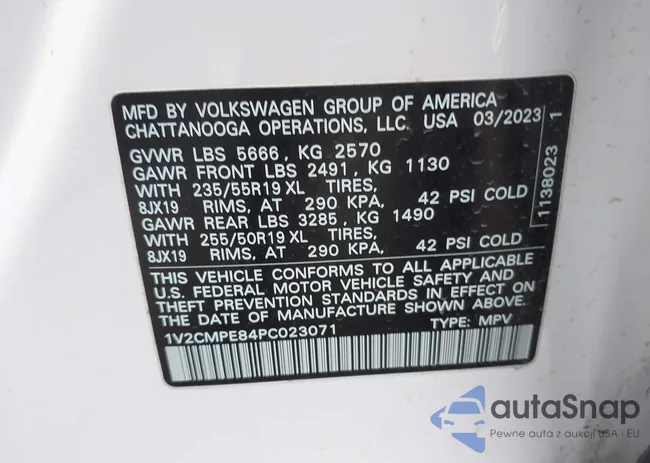 MFD BY VOLKSWAGEN GROUP OF AMERICA
CHATTANOOGA OPERATIONS, LLC. USA 03/2023
GVWR LBS 5666 , KG 2570
GAWR FRONT LBS 2491 , KG 1130
WITH 235/55R19 XL TIRES,
8JX19 RIMS, AT 290 KPA, 42 PSI COLD
GAWR REAR LBS 3285 , KG 1490
WITH 255/50R19 XL TIRES,
8JX19 RIMS, AT 290 KPA, 42 PSI COLD
THIS VEHICLE CONFORMS TO ALL APPLICABLE
U.S. FEDERAL MOTOR VEHICLE SAFETY AND
THEFT PREVENTION STANDARDS IN EFFECT ON
THE DATE OF MANUFACTURE SHOWN ABOVE.
1V2CMPE84PC023071 TYPE: MPV
1138023 1
autoSnap
Pewne auta z aukcji USA i EU